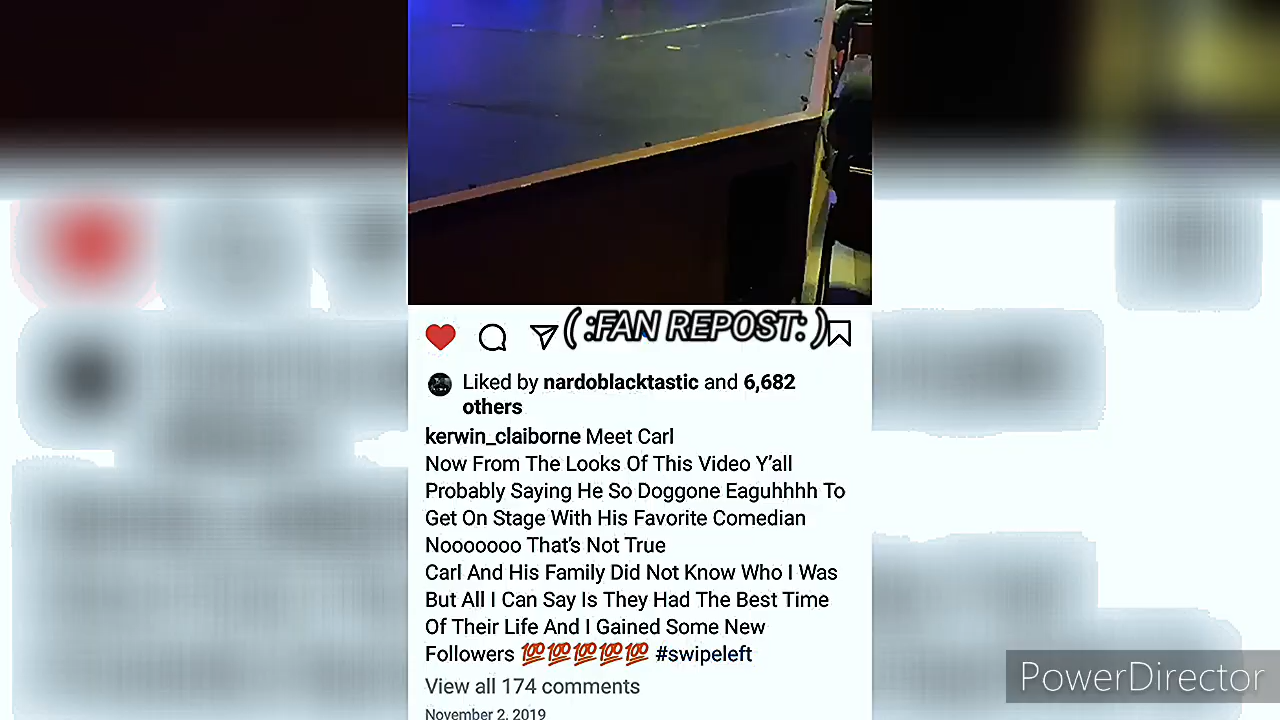 ( :FAN REPOST: )
Liked by nardoblacktastic and 6,682
others
kerwin_claiborne Meet Carl
Now From The Looks Of This Video Y’all
Probably Saying He So Doggone Eaguhhhh To
Get On Stage With His Favorite Comedian
Nooooooo That’s Not True
Carl And His Family Did Not Know Who I Was
But All I Can Say Is They Had The Best Time
Of Their Life And I Gained Some New
Followers 💯💯💯💯💯 #swipeleft
View all 174 comments
November 2, 2019
PowerDirector